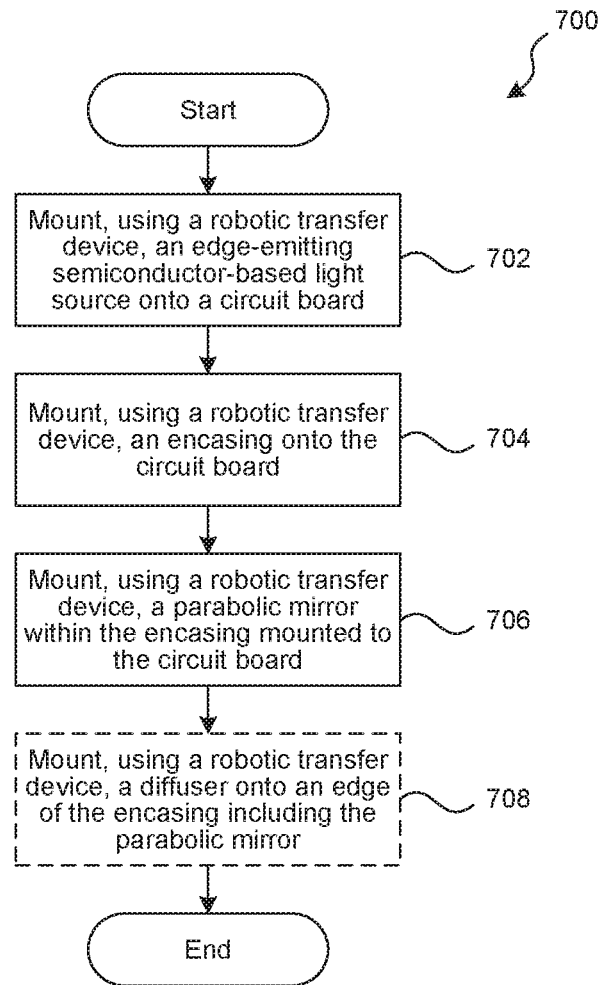 700
Start
Mount, using a robotic transfer
device, an edge-emitting
semiconductor-based light
source onto a circuit board
702
Mount, using a robotic transfer
device, an encasing onto the
circuit board
704
Mount, using a robotic transfer
device, a parabolic mirror
within the encasing mounted to
the circuit board
706
Mount, using a robotic transfer
device, a diffuser onto an edge
of the encasing including the
parabolic mirror
708
End